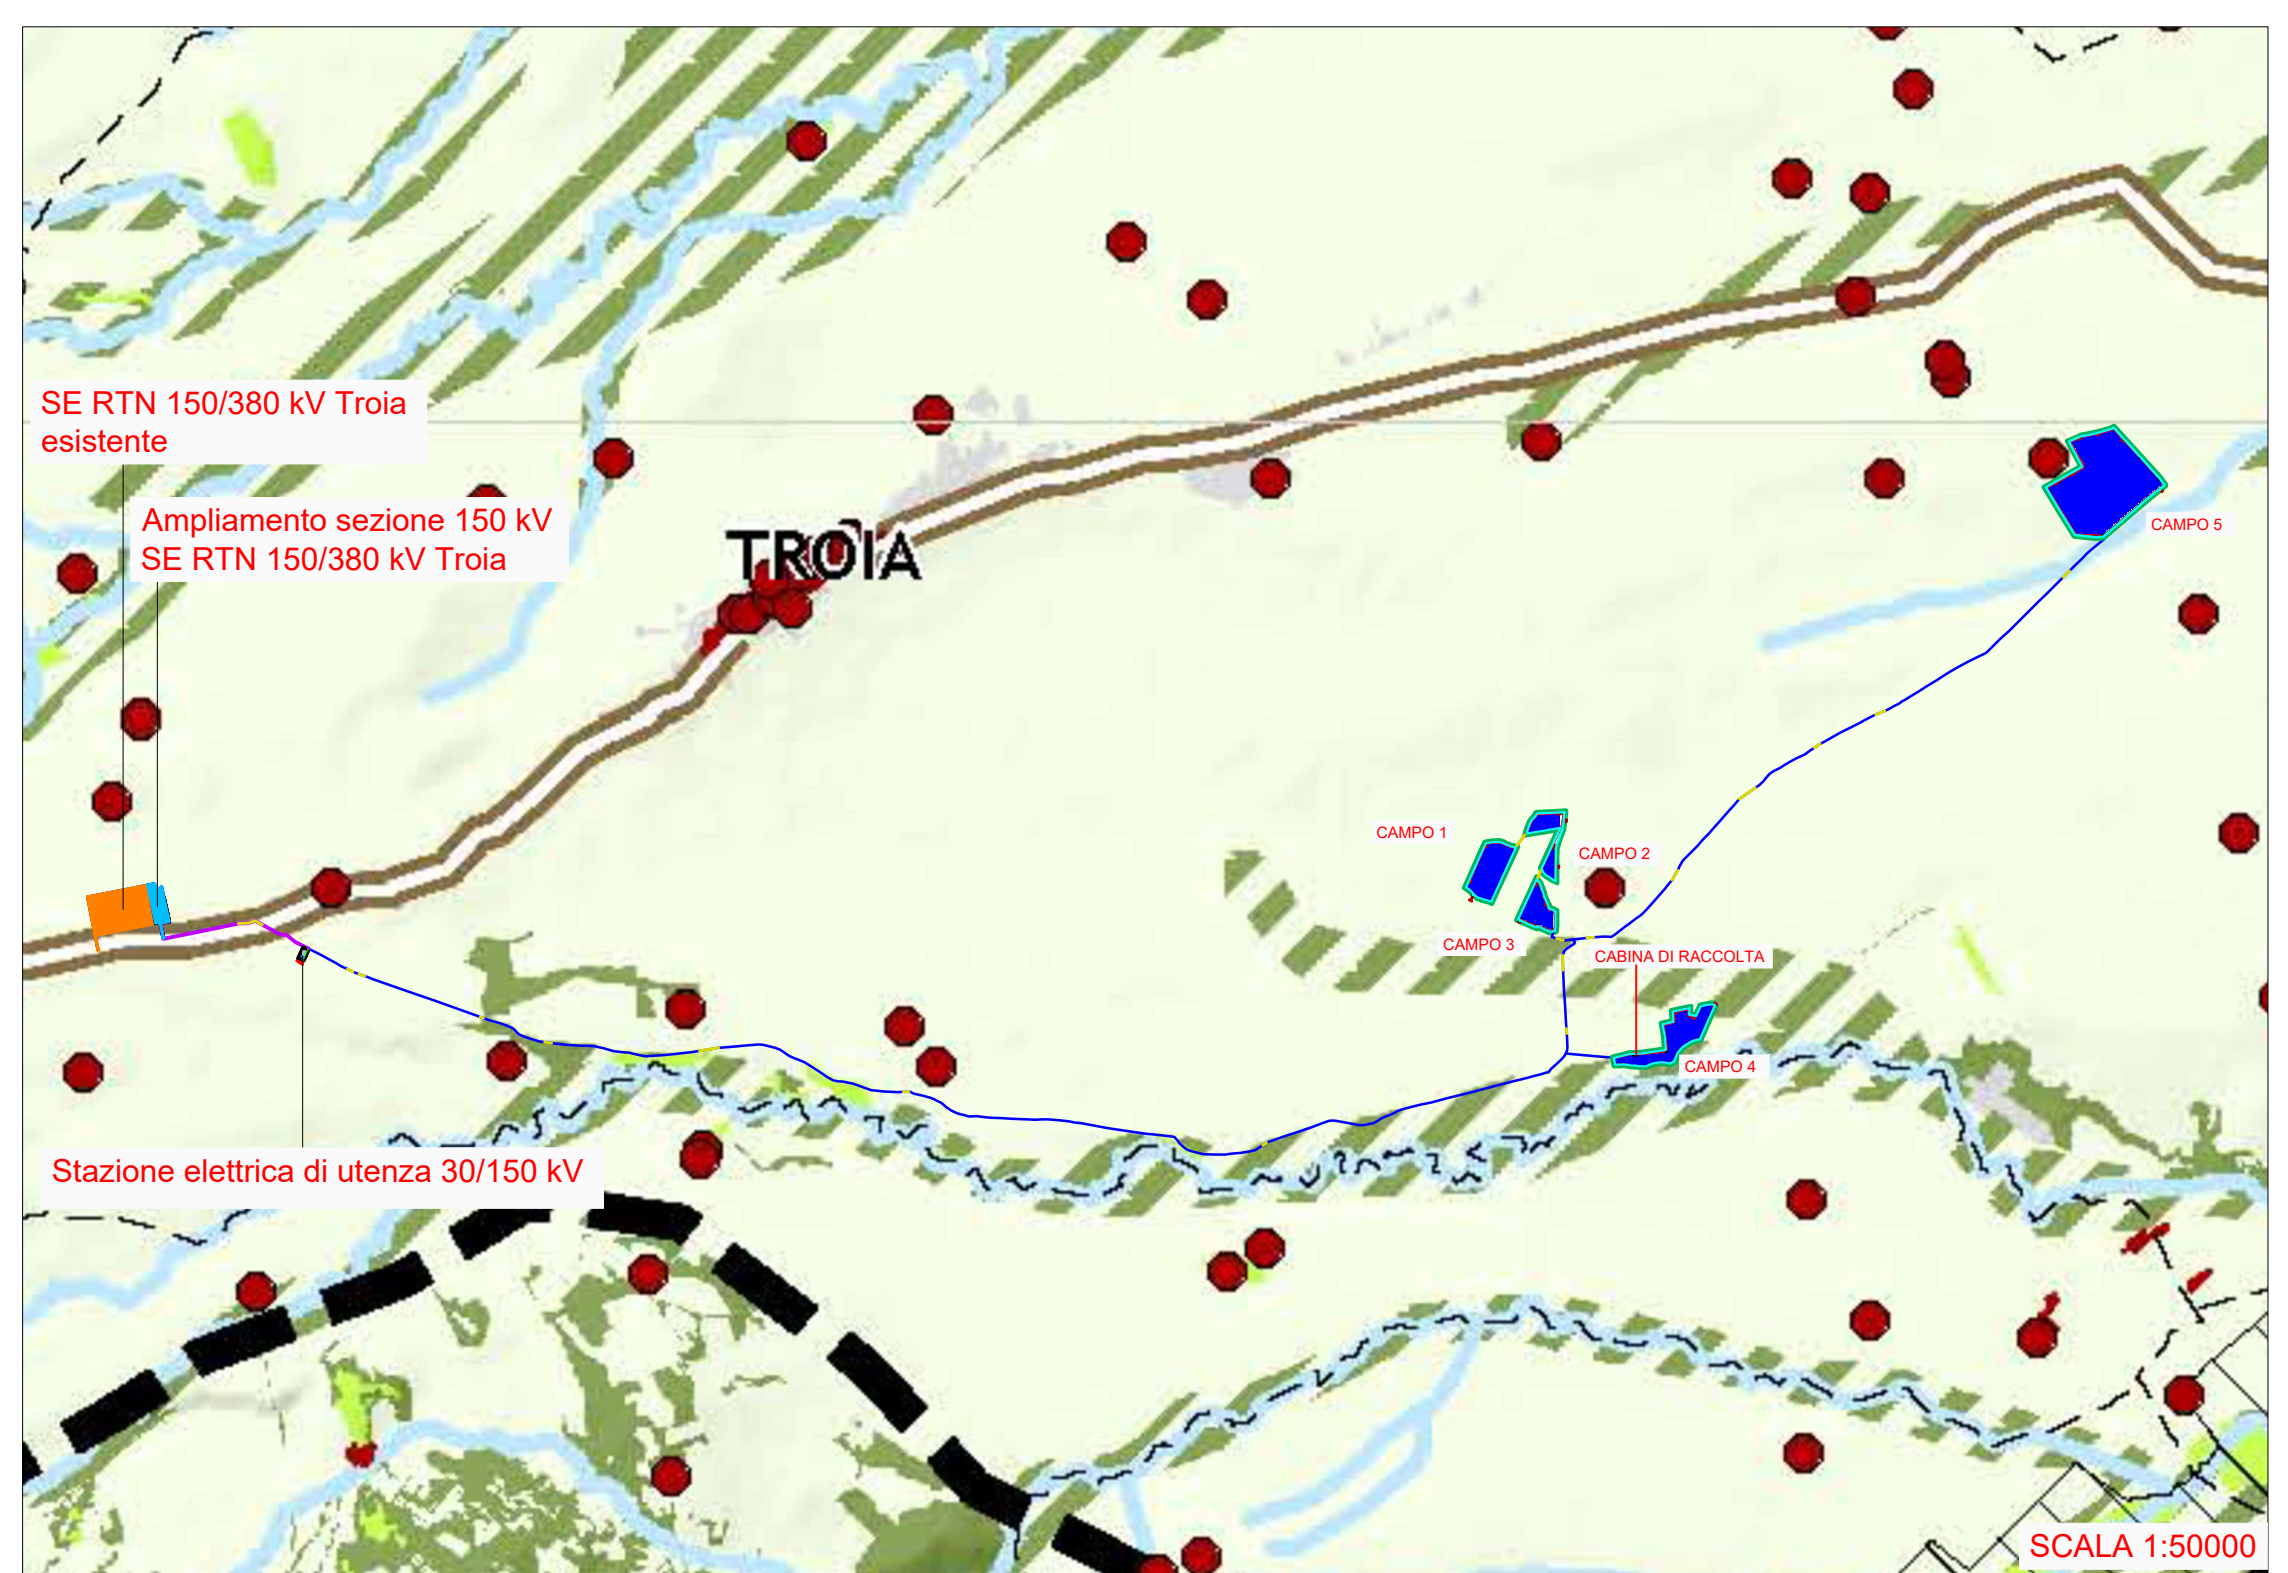 SE RTN 150/380 kV Troia
esistente
Ampliamento sezione 150 kV
SE RTN 150/380 kV Troia
TROIA
CAMPO 5
CAMPO 1
CAMPO 2
CAMPO 3
CABINA DI RACCOLTA
CAMPO 4
Stazione elettrica di utenza 30/150 kV
SCALA 1:50000